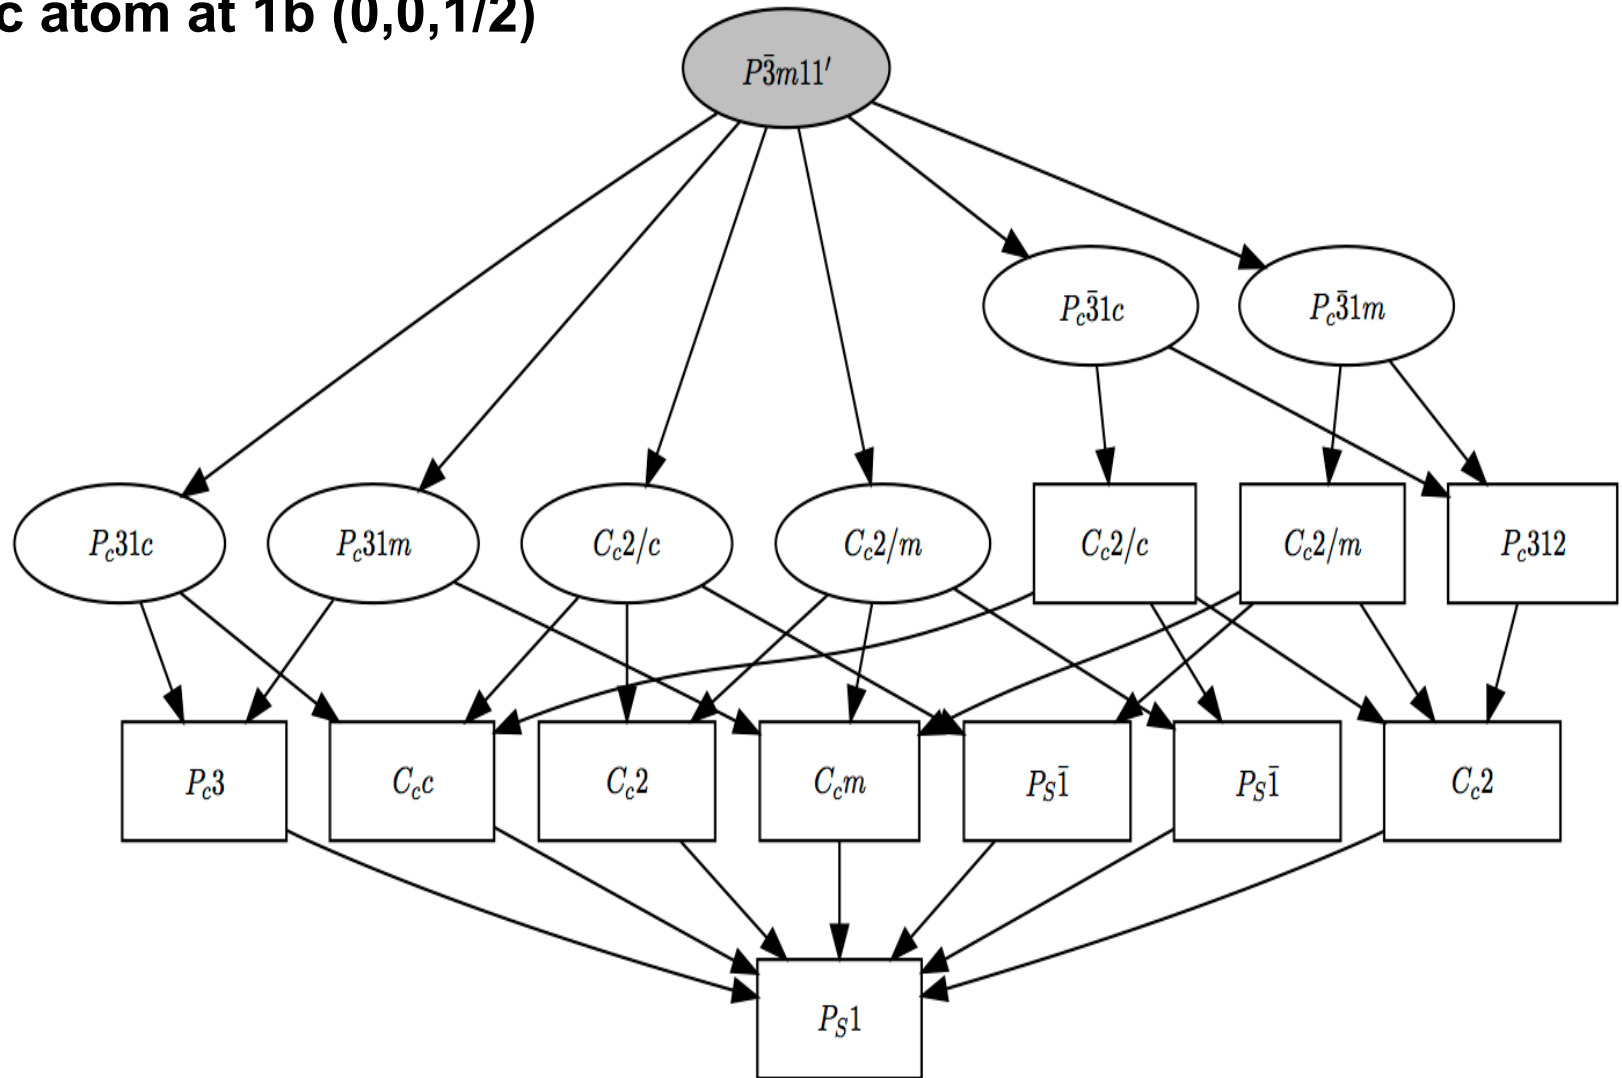 c atom at 1b (0,0,1/2)
P3̄m11′
P_c3̄1c
P_c3̄1m
P_c31c
P_c31m
C_c2/c
C_c2/m
C_c2/c
C_c2/m
P_c312
P_c3
C_cc
C_c2
C_cm
P_S1̄
P_S1̄
C_c2
P_S1